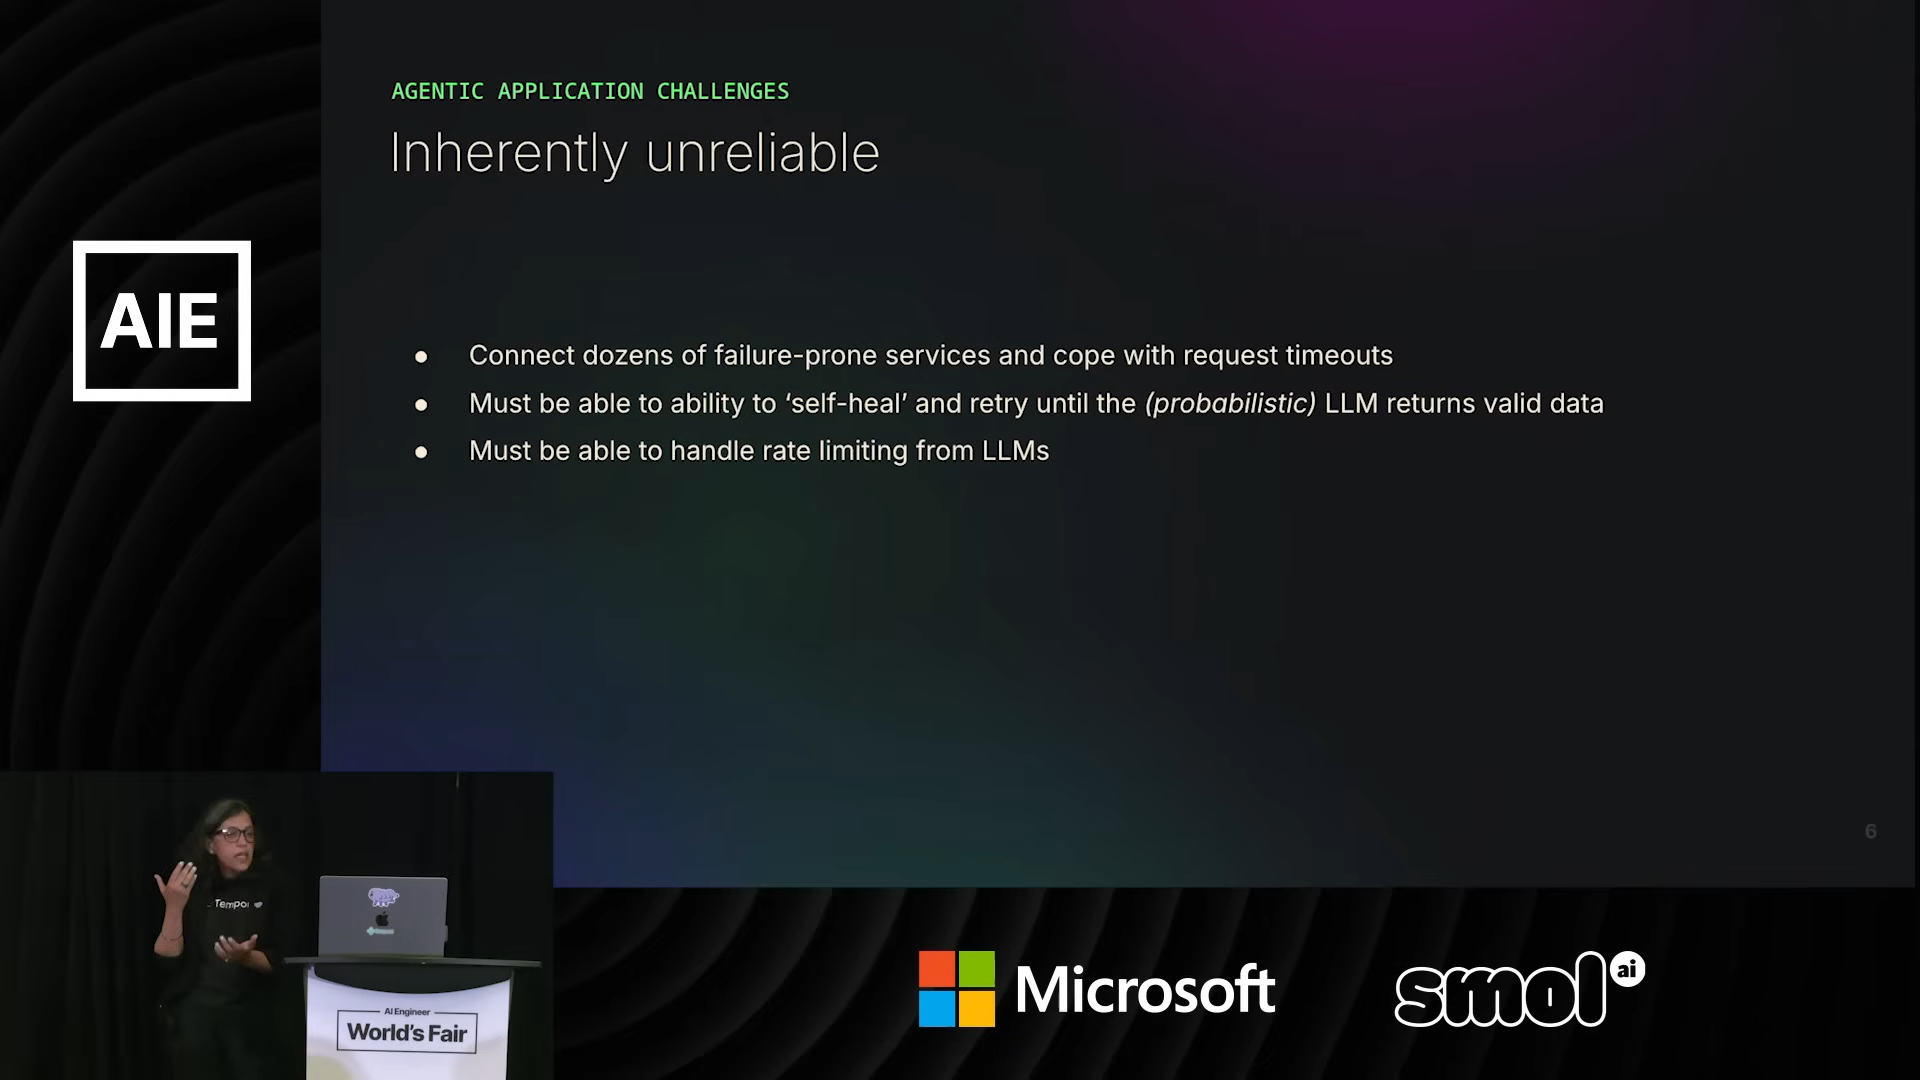 AGENTIC APPLICATION CHALLENGES
Inherently unreliable
AIE
● Connect dozens of failure-prone services and cope with request timeouts
● Must be able to ability to ‘self-heal’ and retry until the (probabilistic) LLM returns valid data
● Must be able to handle rate limiting from LLMs
6
Tempor
AI Engineer
World's Fair
Microsoft
smol ai